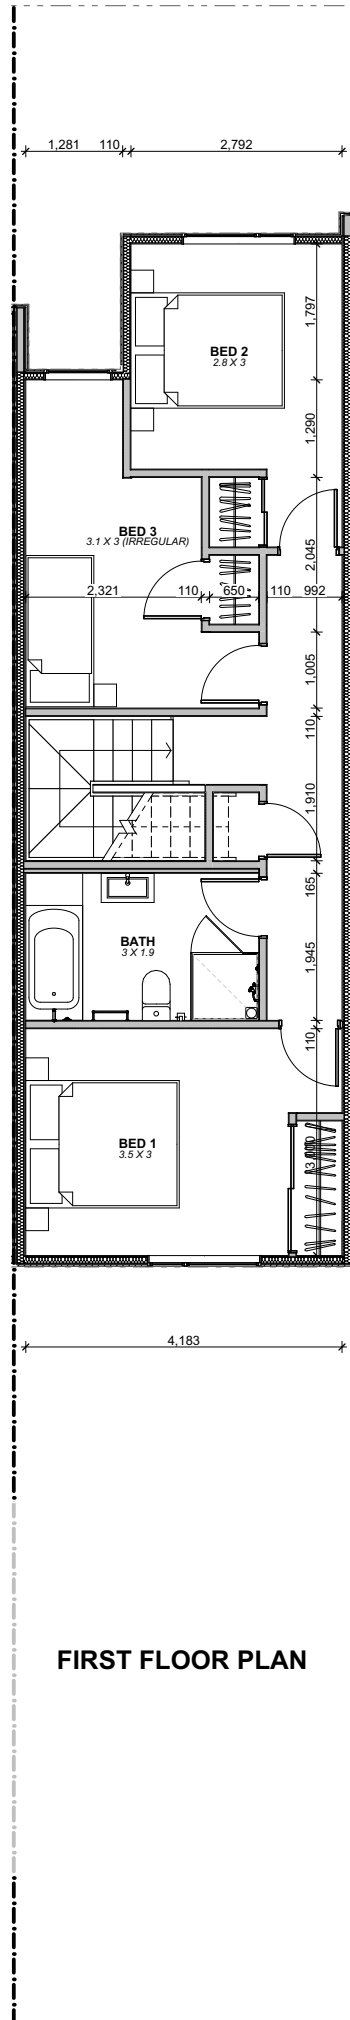 1,281 110 2,792
1,797
BED 2
2.8 X 3
1,290
BED 3
3.1 X 3 (IRREGULAR)
2,045
2,321 110 650 110 992
1,005
110
1,910
165
BATH
3 X 1.9
1,945
110
BED 1
3.5 X 3
4,183
FIRST FLOOR PLAN